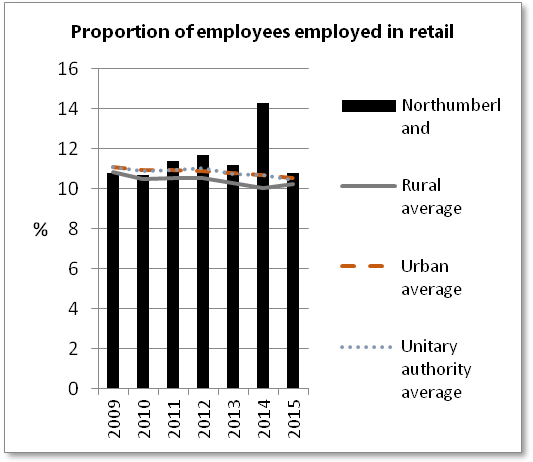 Proportion of employees employed in retail
16
14
12
10
8
6
4
2
0
%
2009
2010
2011
2012
2013
2014
2015
Northumberl
and
Rural
average
Urban
average
Unitary
authority
average